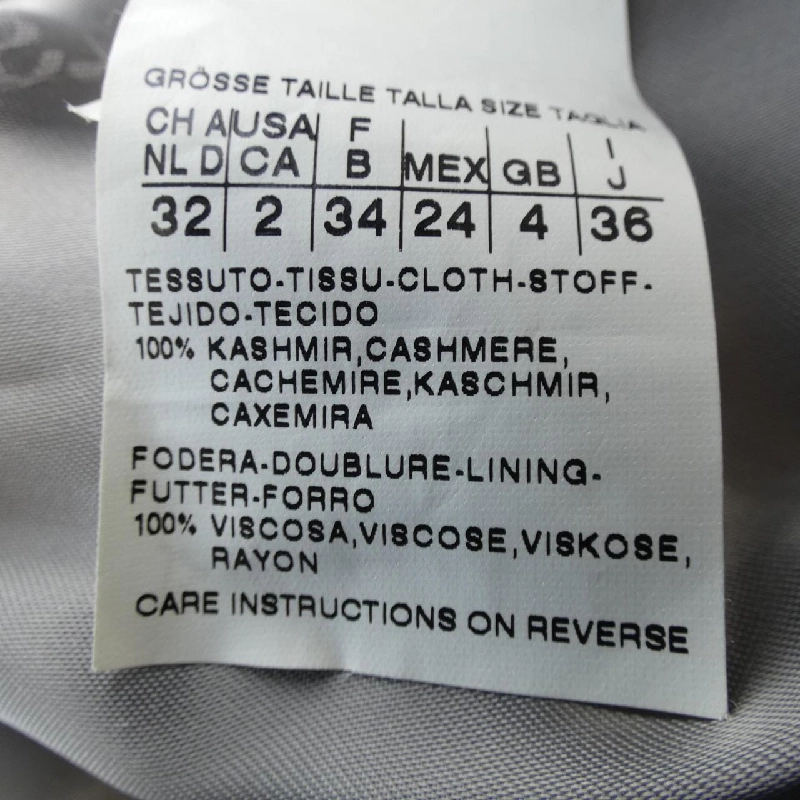 GRÖSSE TAILLE TALLA SIZE TAGLIA
CH A USA F I
NL D CA B MEX GB J
32 2 34 24 4 36
TESSUTO-TISSU-CLOTH-STOFF-
TEJIDO-TECIDO
100% KASHMIR,CASHMERE,
CACHEMIRE,KASCHMIR,
CAXEMIRA
FODERA-DOUBLURE-LINING-
FUTTER-FORRO
100% VISCOSA,VISCOSE,VISKOSE,
RAYON
CARE INSTRUCTIONS ON REVERSE